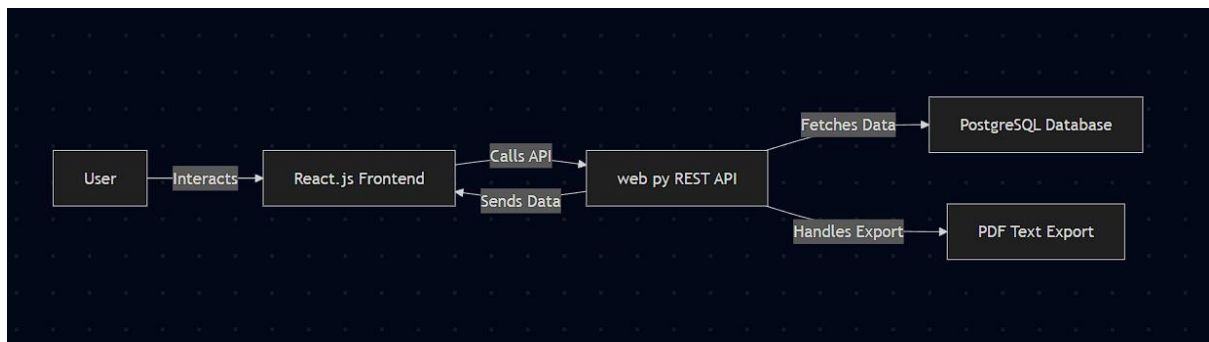 User
Interacts
React.js Frontend
Calls API
Sends Data
web py REST API
Fetches Data
PostgreSQL Database
Handles Export
PDF Text Export